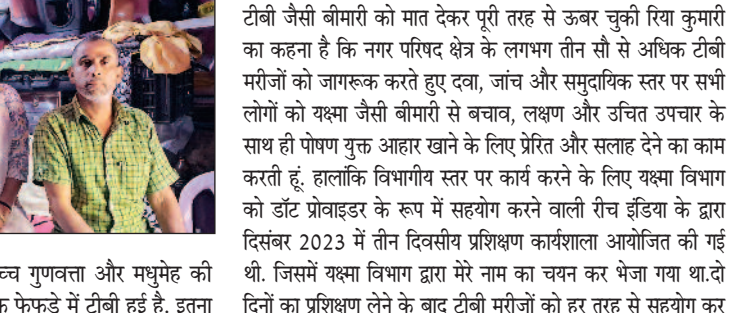 टीबी जैसी बीमारी को मात देकर पूरी तरह से ऊबर चुकी रिया कुमारी
का कहना है कि नगर परिषद क्षेत्र के लगभग तीन सौ से अधिक टीबी
मरीजों को जागरूक करते हुए दवा, जांच और समुदायिक स्तर पर सभी
लोगों को यक्ष्मा जैसी बीमारी से बचाव, लक्षण और उचित उपचार के
साथ ही पोषण युक्त आहार खाने के लिए प्रेरित और सलाह देने का काम
करती हूं. हालांकि विभागीय स्तर पर कार्य करने के लिए यक्ष्मा विभाग
को डॉट प्रोवाइडर के रूप में सहयोग करने वाली रीच इंडिया के द्वारा
दिसंबर 2023 में तीन दिवसीय प्रशिक्षण कार्यशाला आयोजित की गई
थी. जिसमें यक्ष्मा विभाग द्वारा मेरे नाम का चयन कर भेजा गया था.दो
दिनों का प्रशिक्षण लेने के बाद टीबी मरीजों को हर तरह से सहयोग कर
गुणवत्ता और मधुमेह की
फेफड़े में टीबी हुई है. इतना